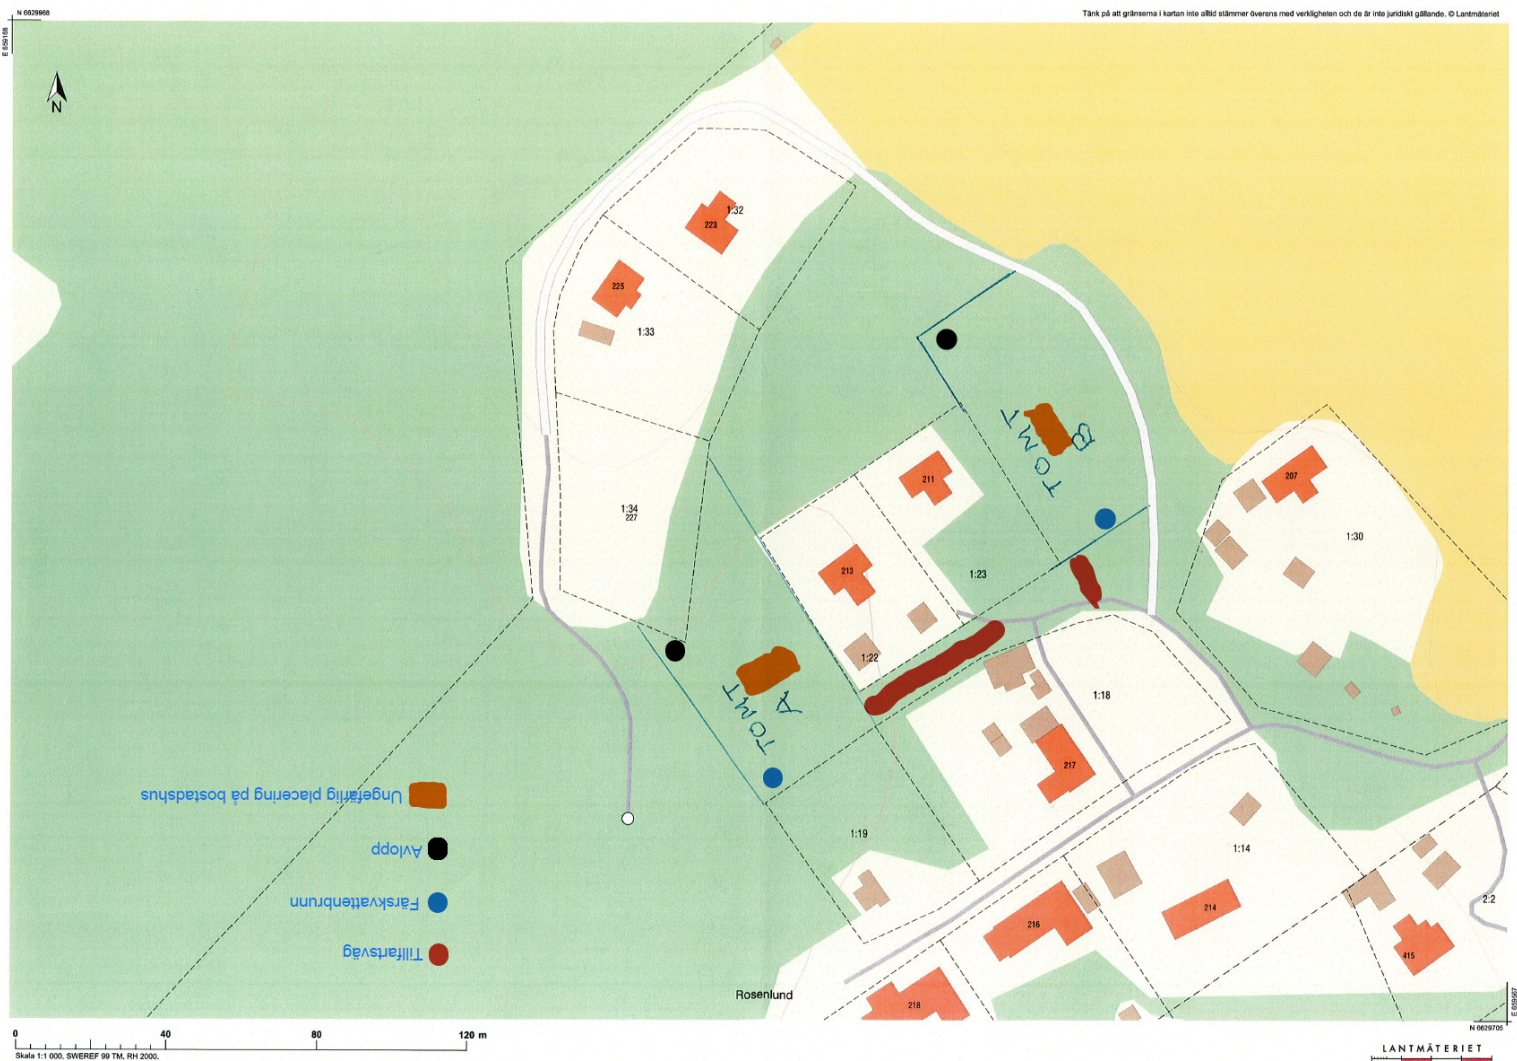 N 6629968
Tänk på att gränserna i kartan inte alltid stämmer överens med verkligheten och de är inte juridiskt gällande. © Lantmäteriet
E 659188
N
1:32
223
225
1:33
TOMT
B
211
207
1:34
227
1:30
213
1:23
1:22
TOMT
A
1:18
217
Ungefärlig placering på bostadshus
1:19
Avlopp
1:14
Färskvattenbrunn
2:2
214
216
Tillfartsväg
415
Rosenlund
218
E 659567
N 6629705
0 40 80 120 m
Skala 1:1 000, SWEREF 99 TM, RH 2000.
LANTMÄTERIET